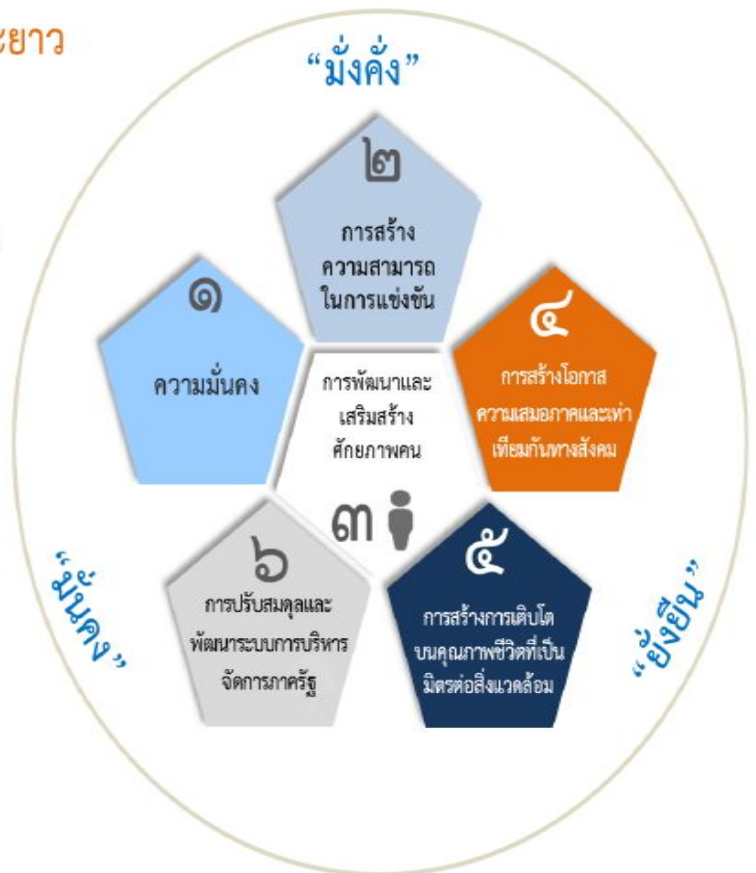 “มั่งคั่ง”
๒
การสร้าง
ความสามารถ
ในการแข่งขัน
๑
ความมั่นคง
๔
การสร้างโอกาส
ความเสมอภาคและเท่า
เทียมกันทางสังคม
การพัฒนาและ
เสริมสร้าง
ศักยภาพคน
๓
๖
การปรับสมดุลและ
พัฒนาระบบการบริหาร
จัดการภาครัฐ
๕
การสร้างการเติบโต
บนคุณภาพชีวิตที่เป็น
มิตรต่อสิ่งแวดล้อม
“มั่นคง”
“ยั่งยืน”